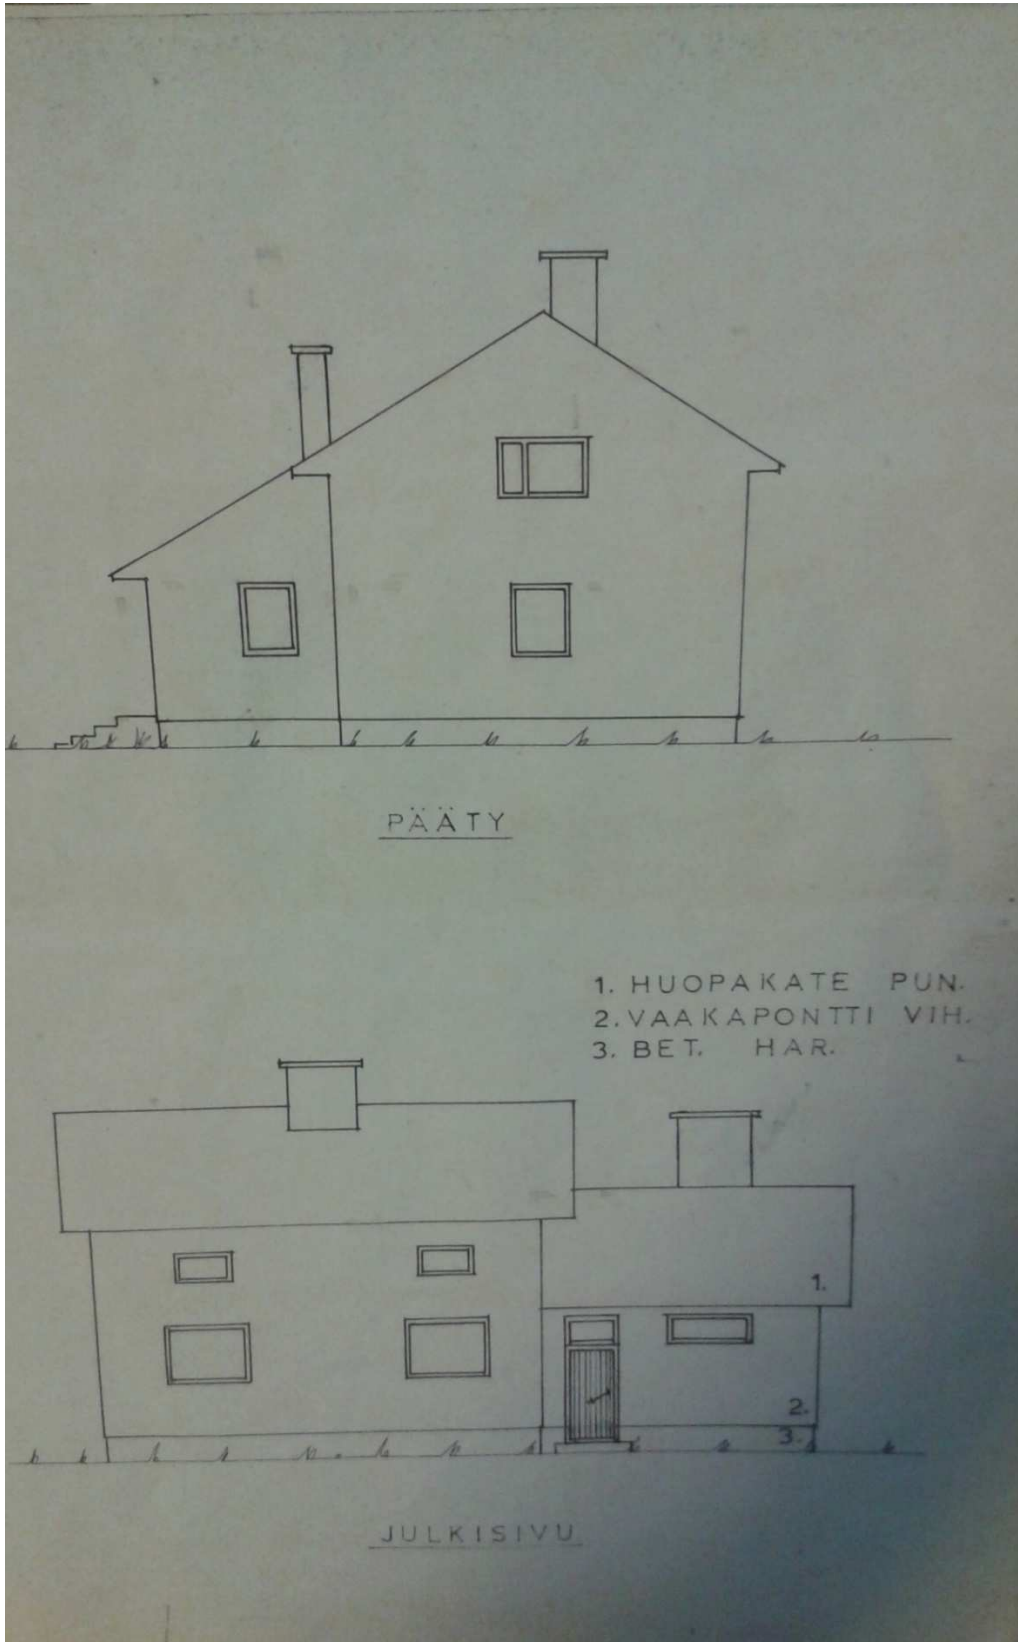 PÄÄTY
1. HUOPAKATE PUN.
2. VAAKAPONTTI VIH.
3. BET. HAR.
1.
2.
3.
JULKISIVU